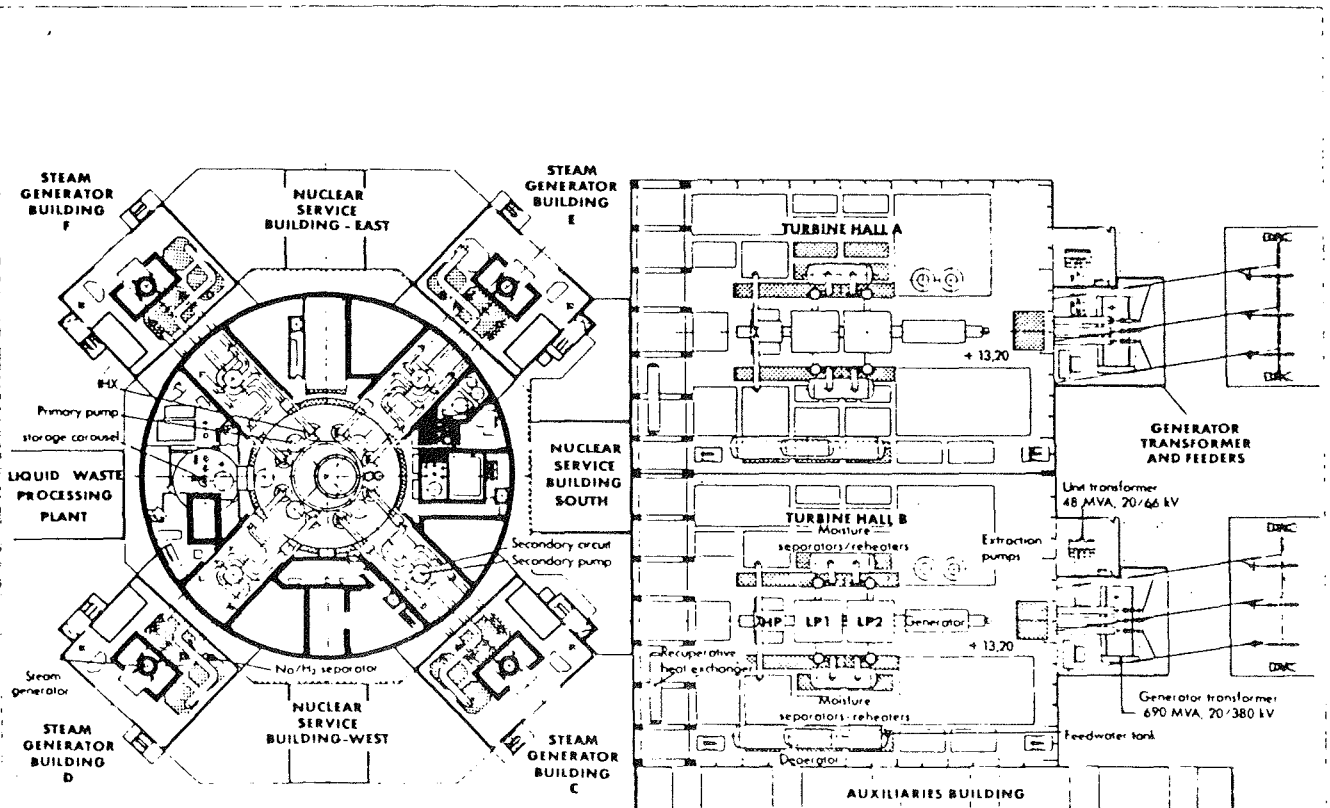 STEAM
GENERATOR
BUILDING
F
NUCLEAR
SERVICE
BUILDING - EAST
STEAM
GENERATOR
BUILDING
E
TURBINE HALL A
+ 13,20
IHX
Primary pump
storage carousel
LIQUID WASTE
PROCESSING
PLANT
NUCLEAR
SERVICE
BUILDING
SOUTH
GENERATOR
TRANSFORMER
AND FEEDERS
Unit transformer
48 MVA, 20/66 kV
TURBINE HALL B
Moisture
separators/reheaters
Extraction
pumps
Secondary circuit
Secondary pump
HP
LP1
LP2
Generator
+ 13,20
Recuperative
heat exchanger
Na/H2 separator
Steam
generator
Moisture
separators-reheaters
Generator transformer
690 MVA, 20/380 kV
Feedwater tank
Deaerator
NUCLEAR
SERVICE
BUILDING-WEST
STEAM
GENERATOR
BUILDING
D
STEAM
GENERATOR
BUILDING
C
AUXILIARIES BUILDING